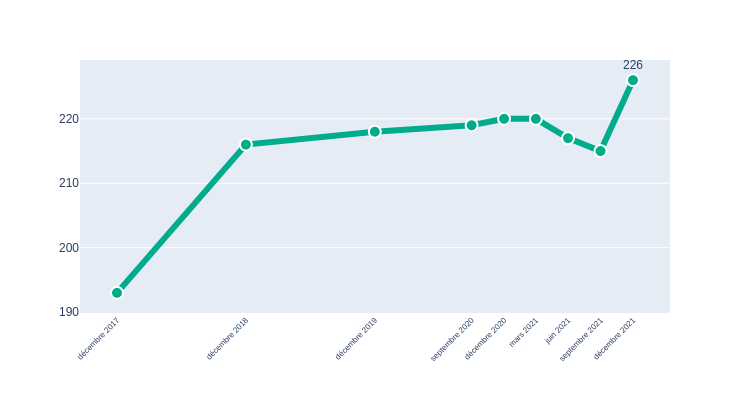 226
220
210
200
190
décembre 2017
décembre 2018
décembre 2019
septembre 2020
décembre 2020
mars 2021
juin 2021
septembre 2021
décembre 2021